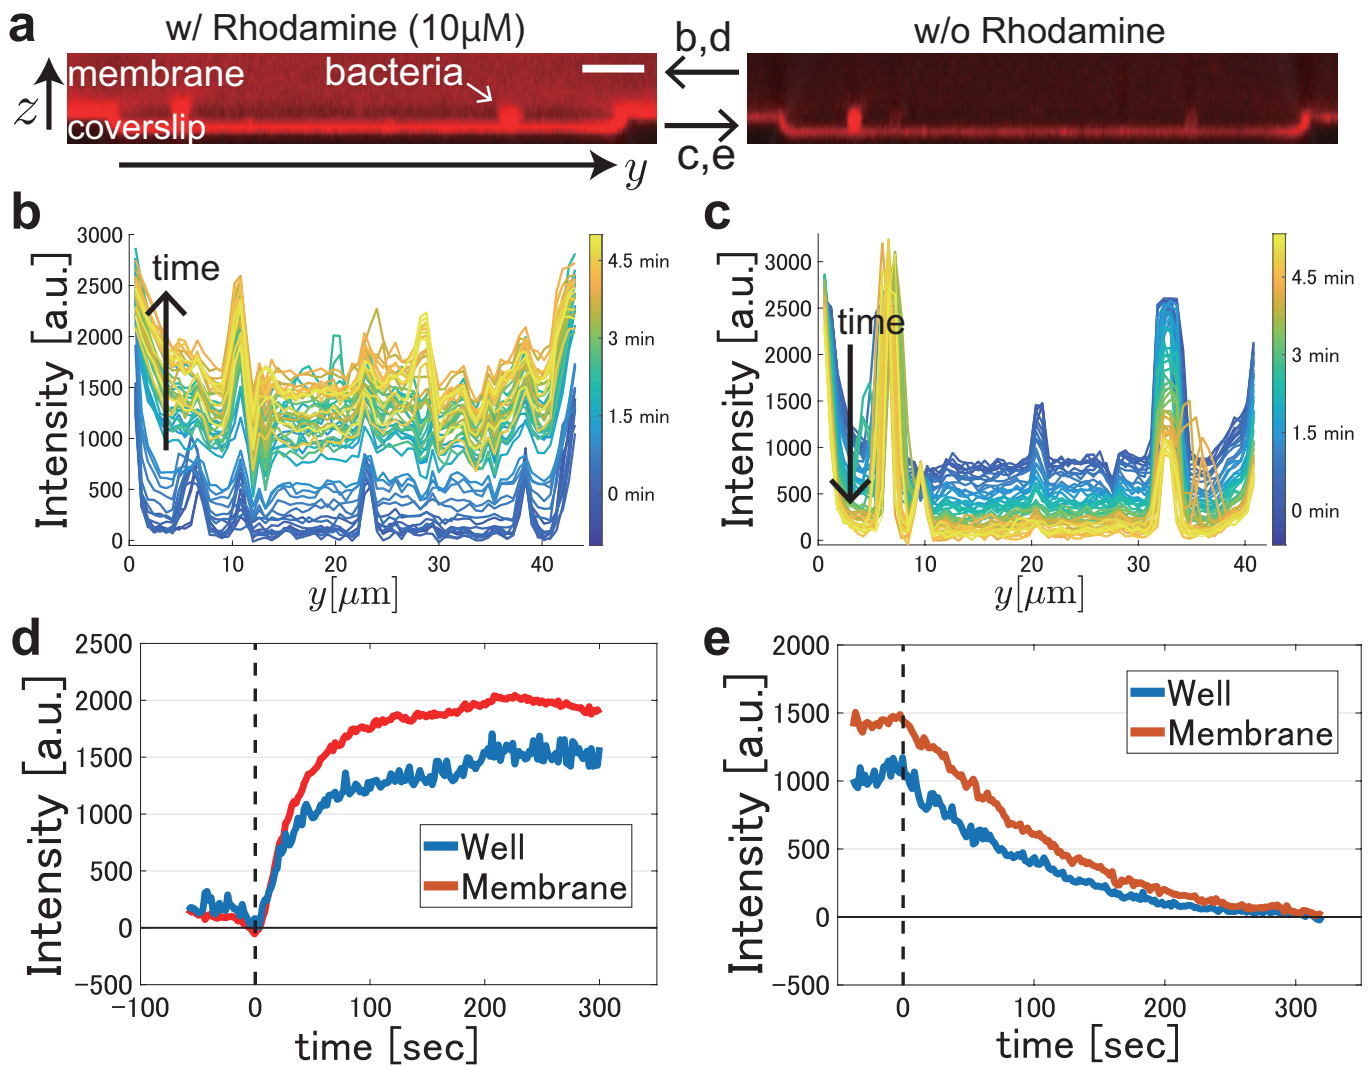 a
w/ Rhodamine (10μM)
b,d
w/o Rhodamine
membrane
bacteria
z
coverslip
y
c,e
b
3000
2500
2000
1500
1000
500
0
Intensity [a.u.]
time
4.5 min
3 min
1.5 min
0 min
0 10 20 30 40
y[μm]
c
3000
2500
2000
1500
1000
500
0
Intensity [a.u.]
time
4.5 min
3 min
1.5 min
0 min
0 10 20 30 40
y[μm]
d
2500
2000
1500
1000
500
0
−500
Intensity [a.u.]
Well
Membrane
−100 0 100 200 300
time [sec]
e
2000
1500
1000
500
0
−500
Intensity [a.u.]
Well
Membrane
0 100 200 300
time [sec]